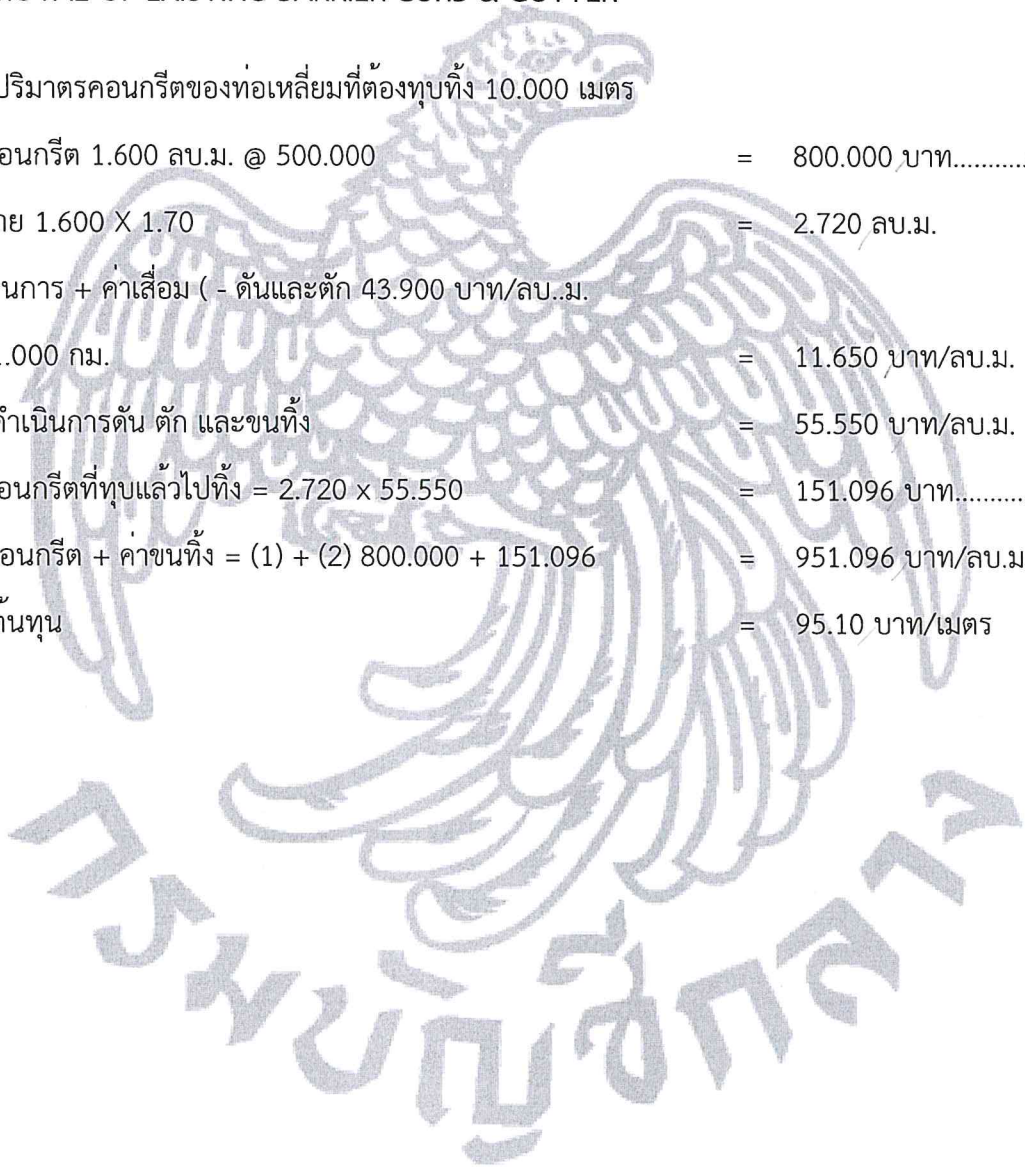 OF EXISTING BARRIER CURB & GUTTER
ปริมาตรคอนกรีตของท่อเหลี่ยมที่ต้องทุบทิ้ง 10.000 เมตร
อนกรีต 1.600 ลบ.ม. @ 500.000 = 800.000 บาท...........
าย 1.600 X 1.70 = 2.720 ลบ.ม.
นการ + ค่าเสื่อม ( - ดันและตัก 43.900 บาท/ลบ..ม.
.000 กม. = 11.650 บาท/ลบ.ม.
ดำเนินการดัน ตัก และขนทิ้ง = 55.550 บาท/ลบ.ม.
อนกรีตที่ทุบแล้วไปทิ้ง = 2.720 x 55.550 = 151.096 บาท..........
อนกรีต + ค่าขนทิ้ง = (1) + (2) 800.000 + 151.096 = 951.096 บาท/ลบ.ม
้นทุน = 95.10 บาท/เมตร
กรมบัญชีกลาง